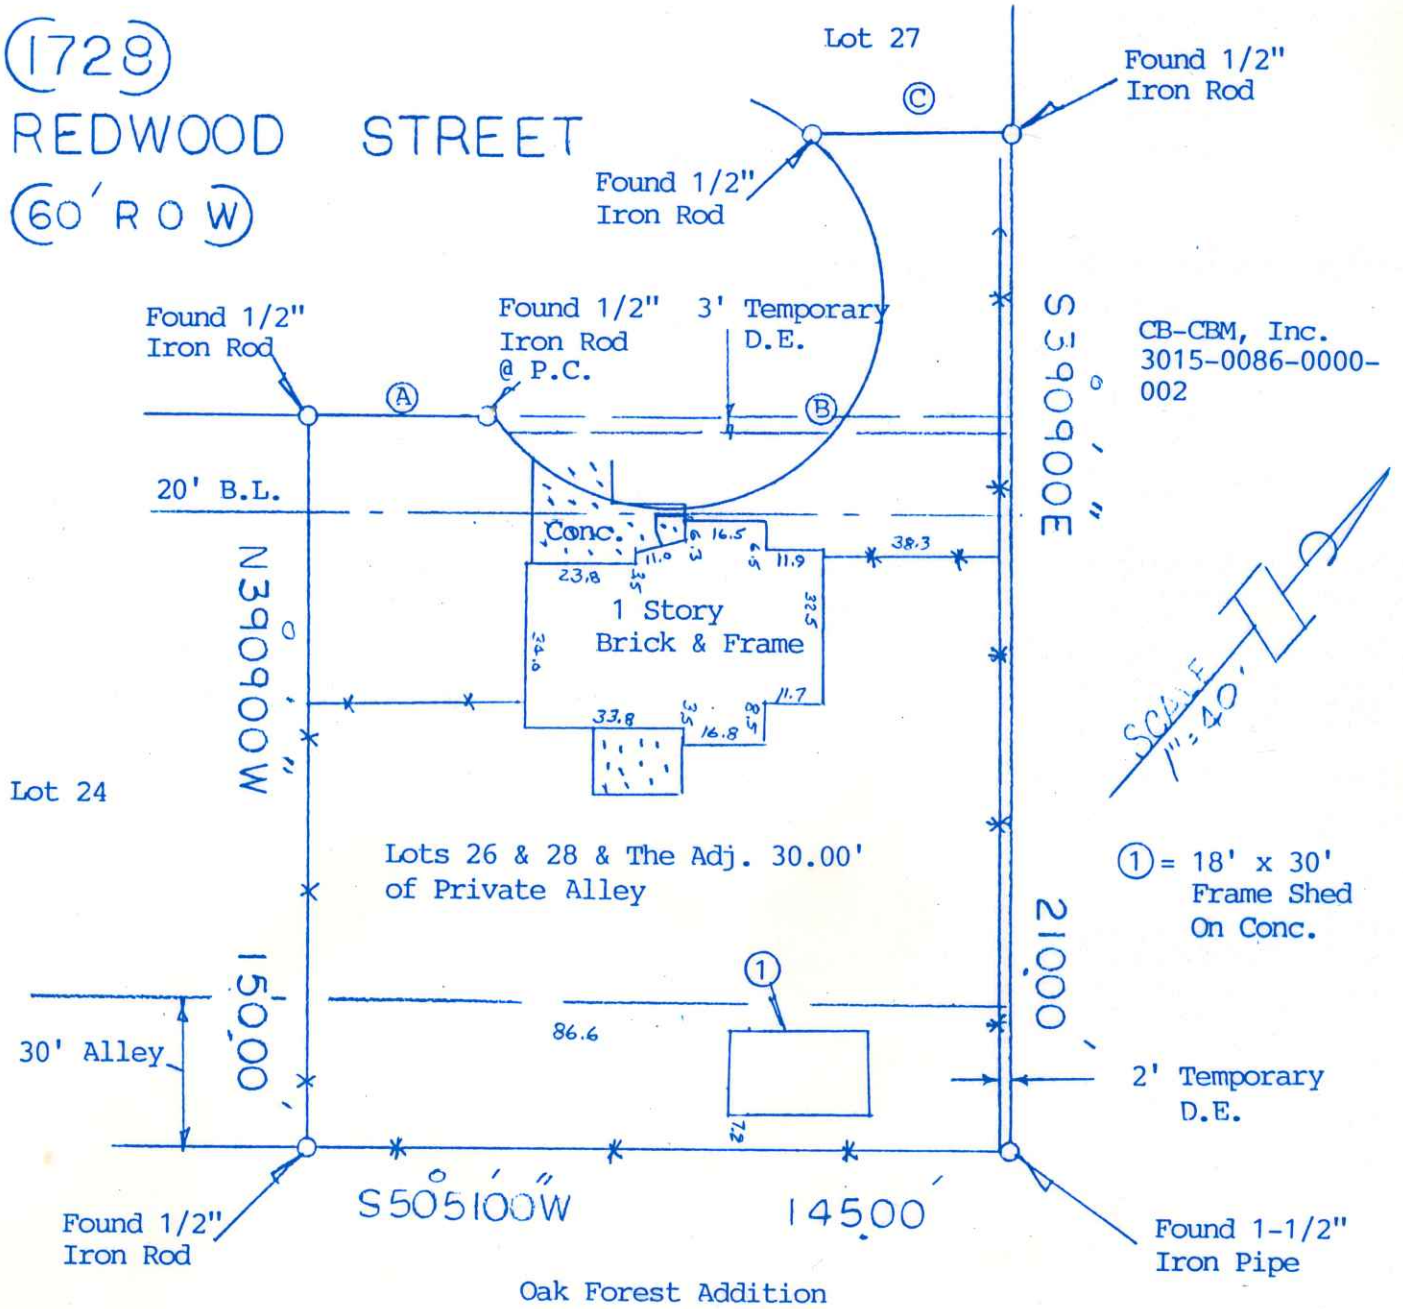 (1728)
REDWOOD STREET
(60' R O W)
Lot 27
Found 1/2"
Iron Rod
C
Found 1/2"
Iron Rod
Found 1/2"
Iron Rod
Found 1/2"
Iron Rod
@ P.C.
3' Temporary
D.E.
A
B
S 39°09'00"E
CB-CBM, Inc.
3015-0086-0000-
002
20' B.L.
Conc.
16.5
6.3
6.5
11.0
11.9
38.3
23.8
3.5
1 Story
Brick & Frame
32.5
34.0
N 39°09'00"W
33.8
3.5
16.8
8.5
11.7
SCALE
1"=40'
Lot 24
Lots 26 & 28 & The Adj. 30.00'
of Private Alley
1 = 18' x 30'
Frame Shed
On Conc.
150.00'
210.00'
1
30' Alley
86.6
7.2
2' Temporary
D.E.
S 50°51'00"W
145.00'
Found 1/2"
Iron Rod
Found 1-1/2"
Iron Pipe
Oak Forest Addition